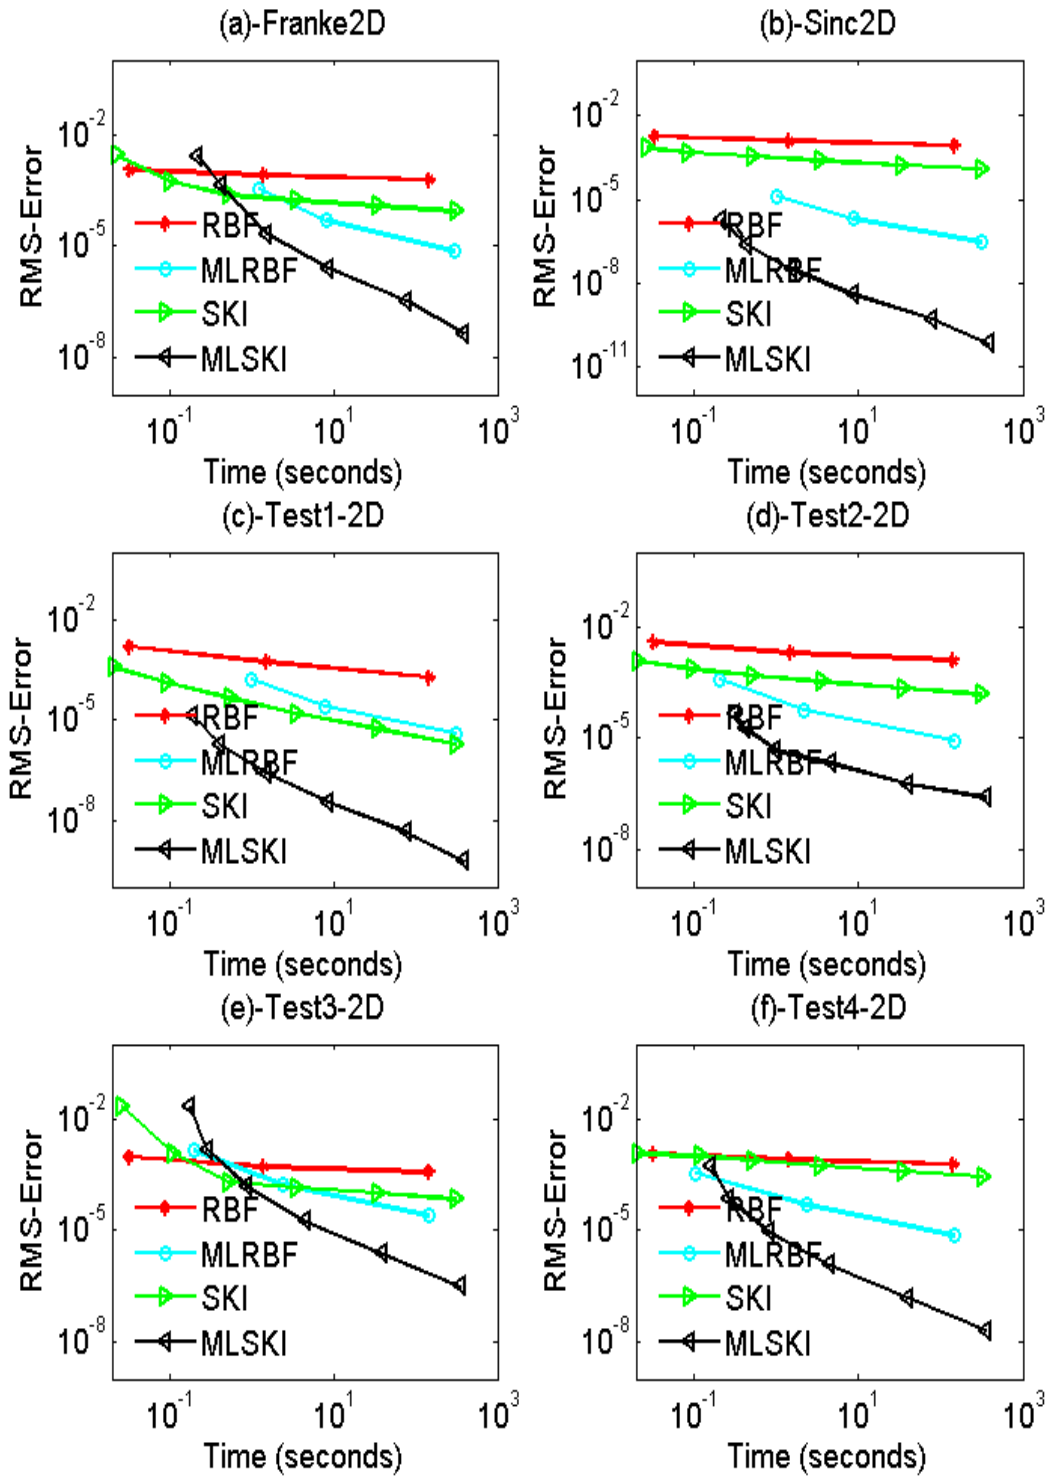 (a)-Franke2D
RMS-Error
10^-2
10^-5
10^-8
RBF
MLRBF
SKI
MLSKI
10^-1
10^1
10^3
Time (seconds)
(b)-Sinc2D
RMS-Error
10^-2
10^-5
10^-8
10^-11
RBF
MLRBF
SKI
MLSKI
10^-1
10^1
10^3
Time (seconds)
(c)-Test1-2D
RMS-Error
10^-2
10^-5
10^-8
RBF
MLRBF
SKI
MLSKI
10^-1
10^1
10^3
Time (seconds)
(d)-Test2-2D
RMS-Error
10^-2
10^-5
10^-8
RBF
MLRBF
SKI
MLSKI
10^-1
10^1
10^3
Time (seconds)
(e)-Test3-2D
RMS-Error
10^-2
10^-5
10^-8
RBF
MLRBF
SKI
MLSKI
10^-1
10^1
10^3
Time (seconds)
(f)-Test4-2D
RMS-Error
10^-2
10^-5
10^-8
RBF
MLRBF
SKI
MLSKI
10^-1
10^1
10^3
Time (seconds)